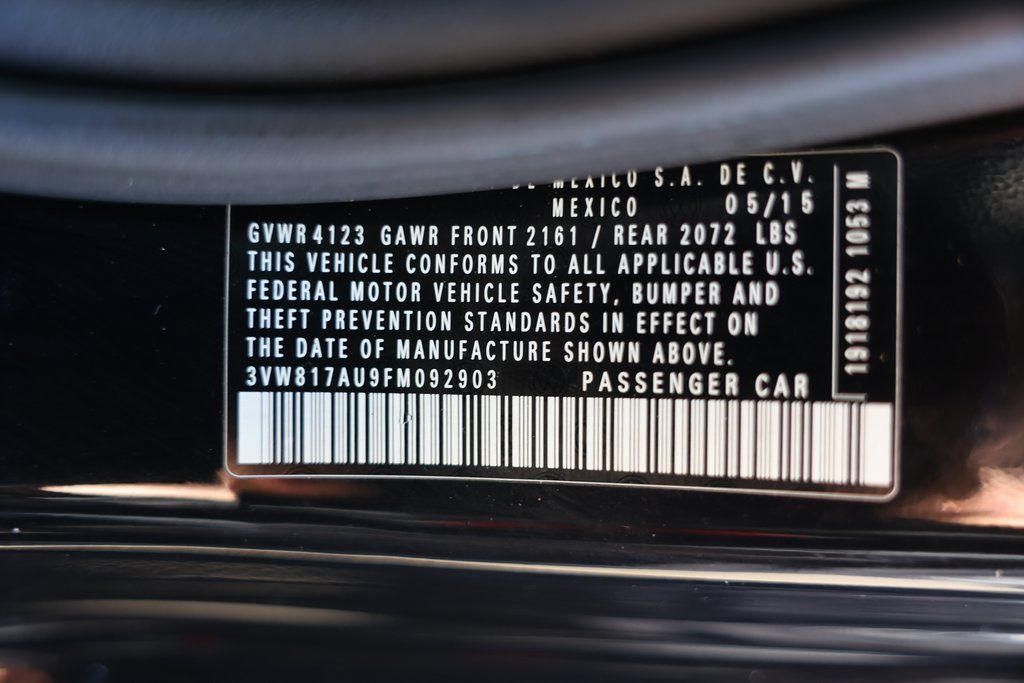 DE MEXICO S.A. DE C.V.
MEXICO 05/15
GVWR 4123 GAWR FRONT 2161 / REAR 2072 LBS
THIS VEHICLE CONFORMS TO ALL APPLICABLE U.S.
FEDERAL MOTOR VEHICLE SAFETY, BUMPER AND
THEFT PREVENTION STANDARDS IN EFFECT ON
THE DATE OF MANUFACTURE SHOWN ABOVE.
3VW817AU9FM092903 PASSENGER CAR
1918192 1053 M